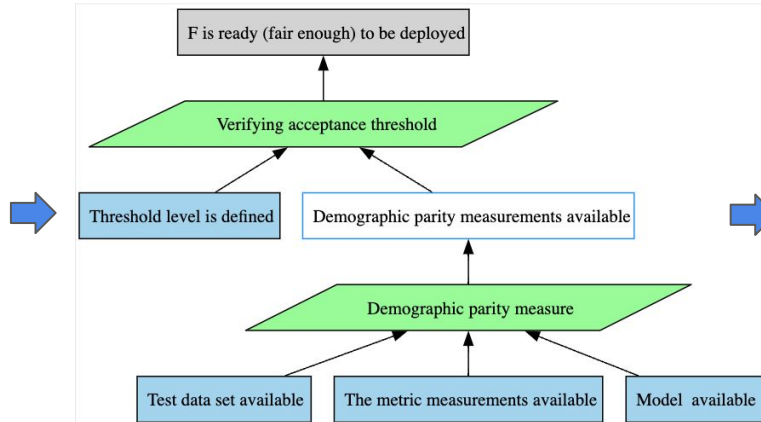 F is ready (fair enough) to be deployed
Verifying acceptance threshold
Threshold level is defined
Demographic parity measurements available
Demographic parity measure
Test data set available
The metric measurements available
Model available